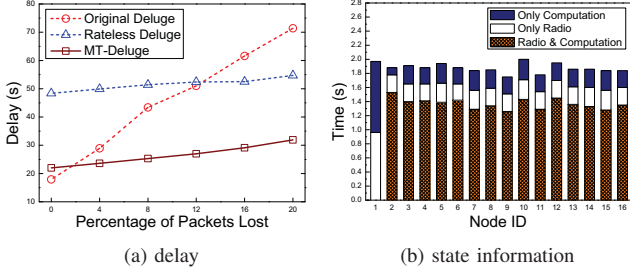 Original Deluge
Rateless Deluge
MT-Deluge
Delay (s)
80
70
60
50
40
30
20
10
0 4 8 12 16 20
Percentage of Packets Lost
(a) delay
Only Computation
Only Radio
Radio & Computation
Time (s)
2.8
2.6
2.4
2.2
2.0
1.8
1.6
1.4
1.2
1.0
0.8
0.6
0.4
0.2
0.0
1 2 3 4 5 6 7 8 9 10 11 12 13 14 15 16
Node ID
(b) state information